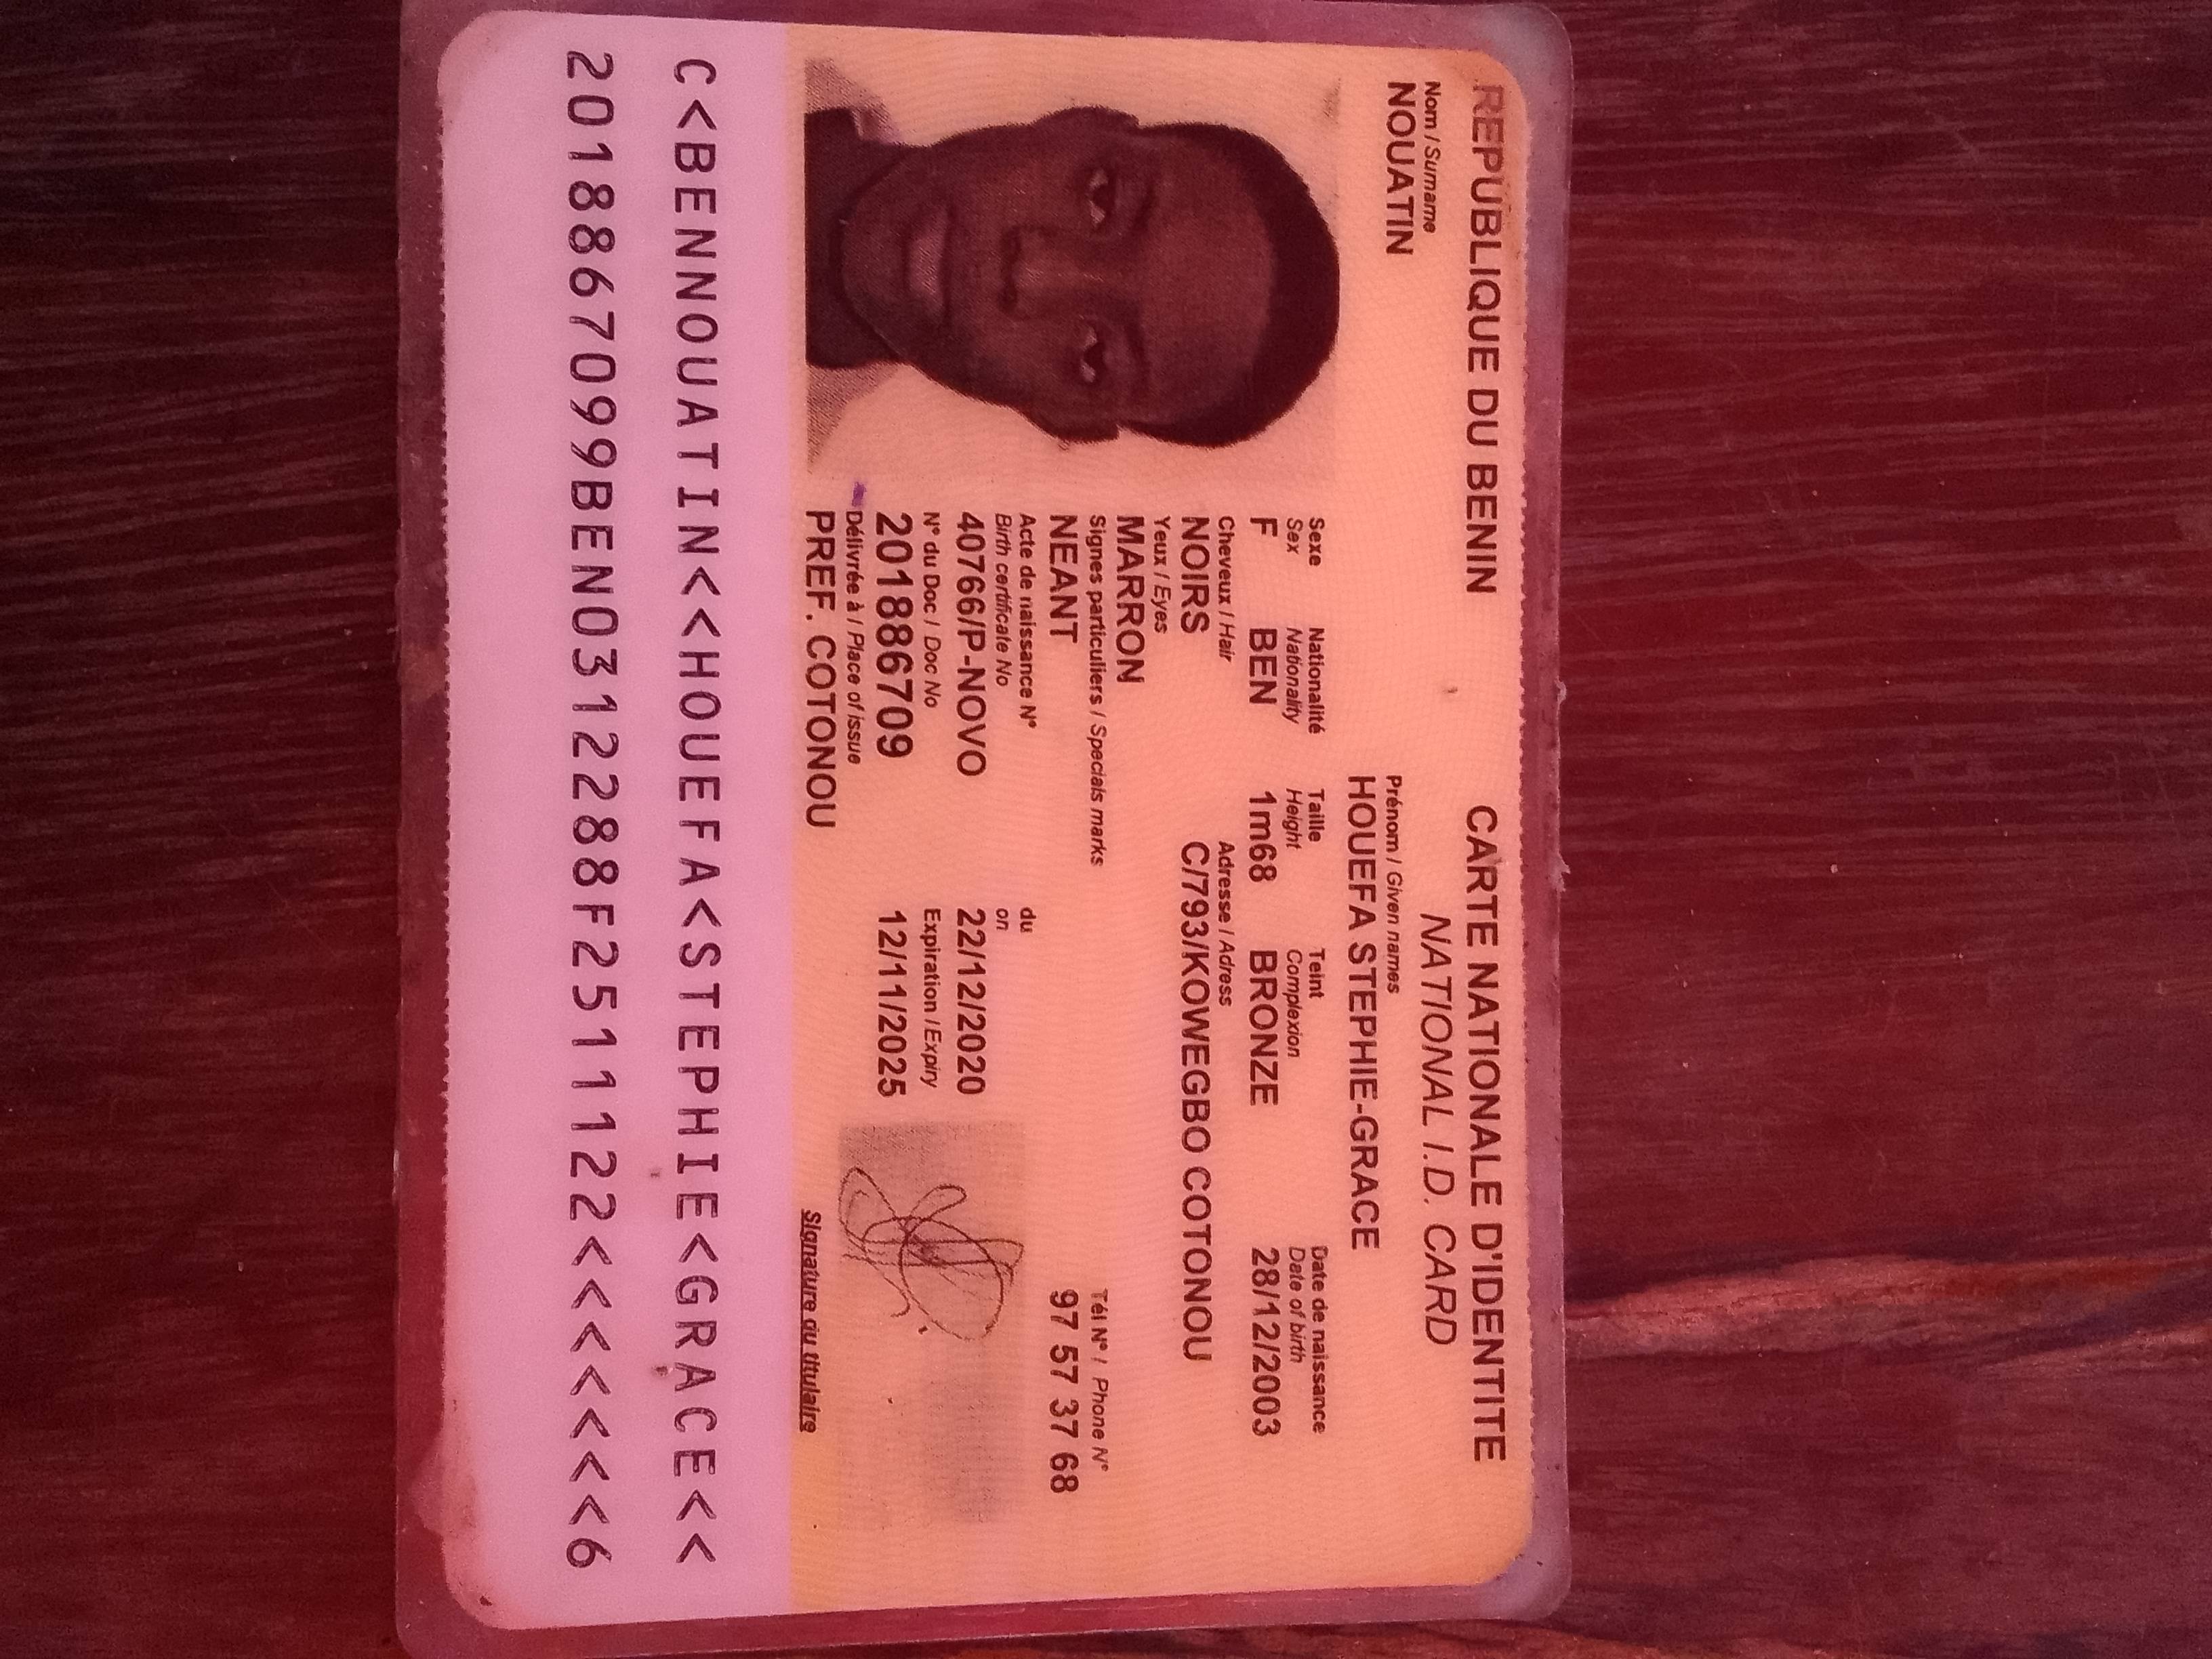 REPUBLIQUE DU BENIN
CARTE NATIONALE D'IDENTITE
NATIONAL I.D. CARD
Nom / Surname
NOUATIN
Prénom / Given names
HOUEFA STEPHIE-GRACE
Sexe Nationalité Taille Teint Date de naissance
Sex Nationality Height Complexion Date of birth
F BEN 1m68 BRONZE 28/12/2003
Cheveux / Hair Adresse / Adress
NOIRS C/793/KOWEGBO COTONOU
Yeux / Eyes
MARRON
Signes particuliers / Specials marks Tél N° / Phone N°
NEANT 97 57 37 68
Acte de naissance N° du
Birth certificate No on
40766/P-NOVO 22/12/2020
N° du Doc / Doc No Expiration / Expiry
201886709 12/11/2025
Délivrée à / Place of issue
PREF. COTONOU
Signature du titulaire
C<BENNOUATIN<<HOUEFA<STEPHIE<GRACE<<
2018867099BEN0312288F2511122<<<<<<<6